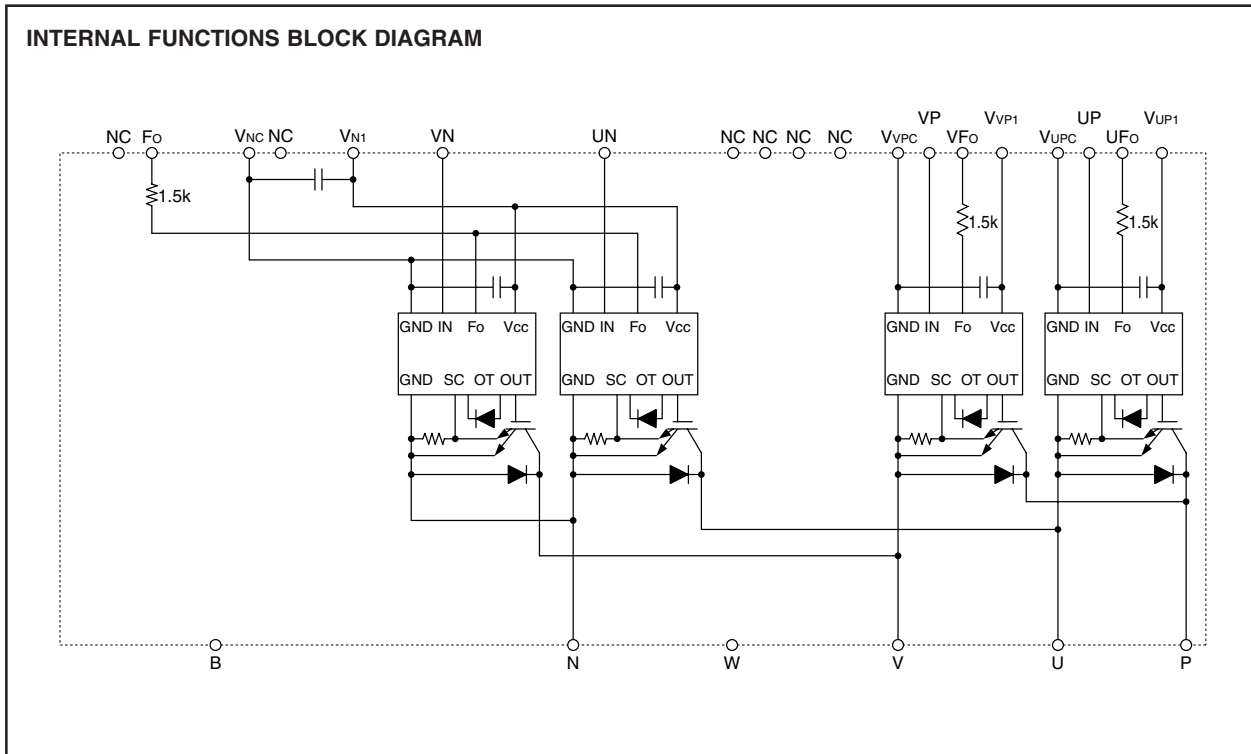 INTERNAL FUNCTIONS BLOCK DIAGRAM
NC FO VNC NC VN1 VN UN NC NC NC NC VVPC VP VFO VVP1 VUPC UP UFO VUP1
1.5k 1.5k 1.5k
GND IN Fo Vcc GND IN Fo Vcc GND IN Fo Vcc GND IN Fo Vcc
GND SC OT OUT GND SC OT OUT GND SC OT OUT GND SC OT OUT
B N W V U P